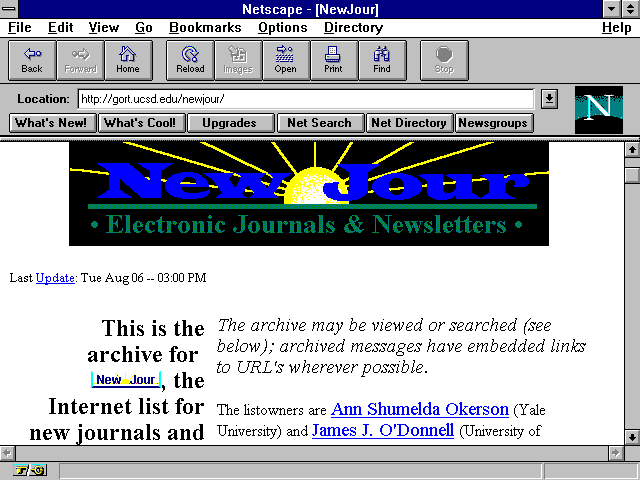 Netscape - [NewJour]
File Edit View Go Bookmarks Options Directory Help
Back Forward Home Reload Images Open Print Find Stop
Location: http://gort.ucsd.edu/newjour/
What's New! What's Cool! Upgrades Net Search Net Directory Newsgroups
N
New Jour
• Electronic Journals & Newsletters •
Last Update: Tue Aug 06 -- 03:00 PM
This is the
archive for
New Jour, the
Internet list for
new journals and
The archive may be viewed or searched (see
below); archived messages have embedded links
to URL's wherever possible.
The listowners are Ann Shumelda Okerson (Yale
University) and James J. O'Donnell (University of